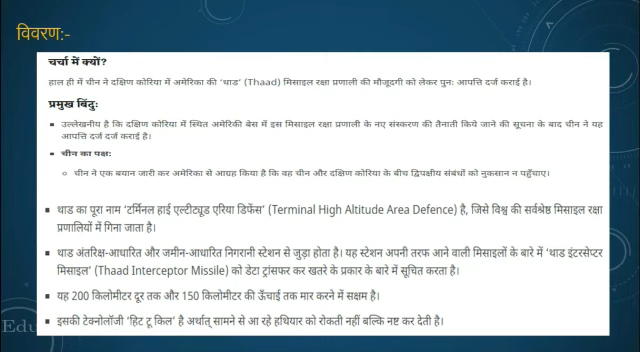 विवरण:-
चर्चा में क्यों?
हाल ही में चीन ने दक्षिण कोरिया में अमेरिका की 'थाड' (Thaad) मिसाइल रक्षा प्रणाली की मौजूदगी को लेकर पुनः आपत्ति दर्ज कराई है।
प्रमुख बिंदु:
▪ उल्लेखनीय है कि दक्षिण कोरिया में स्थित अमेरिकी बेस में इस मिसाइल रक्षा प्रणाली के नए संस्करण की तैनाती किये जाने की सूचना के बाद चीन ने यह
आपत्ति दर्ज दर्ज कराई है।
▪ चीन का पक्ष:
○ चीन ने एक बयान जारी कर अमेरिका से आग्रह किया है कि वह चीन और दक्षिण कोरिया के बीच द्विपक्षीय संबंधों को नुकसान न पहुँचाए।
▪ थाड का पूरा नाम 'टर्मिनल हाई एल्टीट्यूड एरिया डिफेंस' (Terminal High Altitude Area Defence) है, जिसे विश्व की सर्वश्रेष्ठ मिसाइल रक्षा
प्रणालियों में गिना जाता है।
▪ थाड अंतरिक्ष-आधारित और जमीन-आधारित निगरानी स्टेशन से जुड़ा होता है। यह स्टेशन अपनी तरफ आने वाली मिसाइलों के बारे में 'थाड इंटरसेप्टर
मिसाइल' (Thaad Interceptor Missile) को डेटा ट्रांसफर कर खतरे के प्रकार के बारे में सूचित करता है।
▪ यह 200 किलोमीटर दूर तक और 150 किलोमीटर की ऊँचाई तक मार करने में सक्षम है।
▪ इसकी टेक्नोलॉजी 'हिट टू किल' है अर्थात् सामने से आ रहे हथियार को रोकती नहीं बल्कि नष्ट कर देती है।
Edu